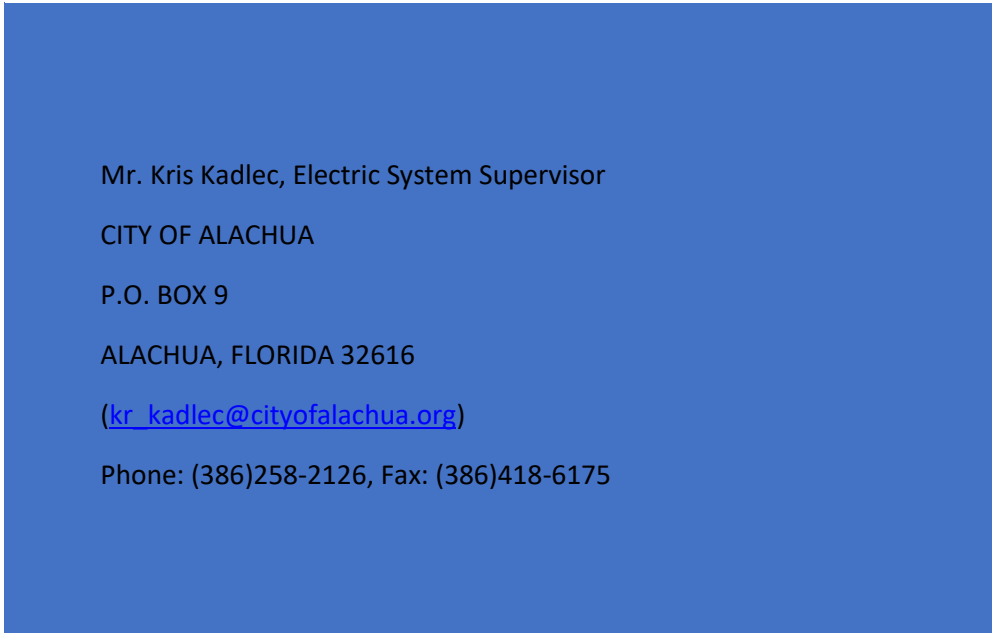 Mr. Kris Kadlec, Electric System Supervisor
CITY OF ALACHUA
P.O. BOX 9
ALACHUA, FLORIDA 32616
(kr_kadlec@cityofalachua.org)
Phone: (386)258-2126, Fax: (386)418-6175